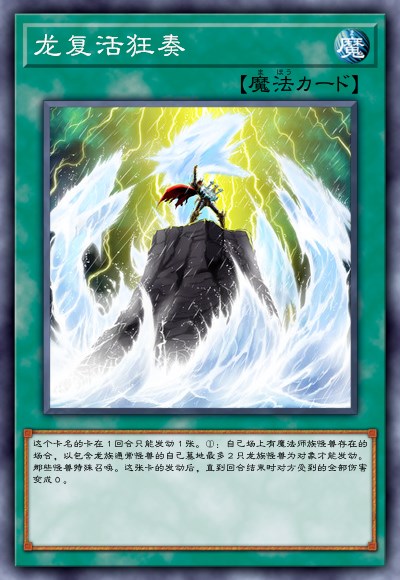 龙复活狂奏
魔
【魔法カード】
这个卡名的卡在1回合只能发动1张。①：自己场上有魔法师族怪兽存在的
场合，以包含龙族通常怪兽的自己墓地最多2只龙族怪兽为对象才能发动。
那些怪兽特殊召唤。这张卡的发动后，直到回合结束时对方受到的全部伤害
变成0。